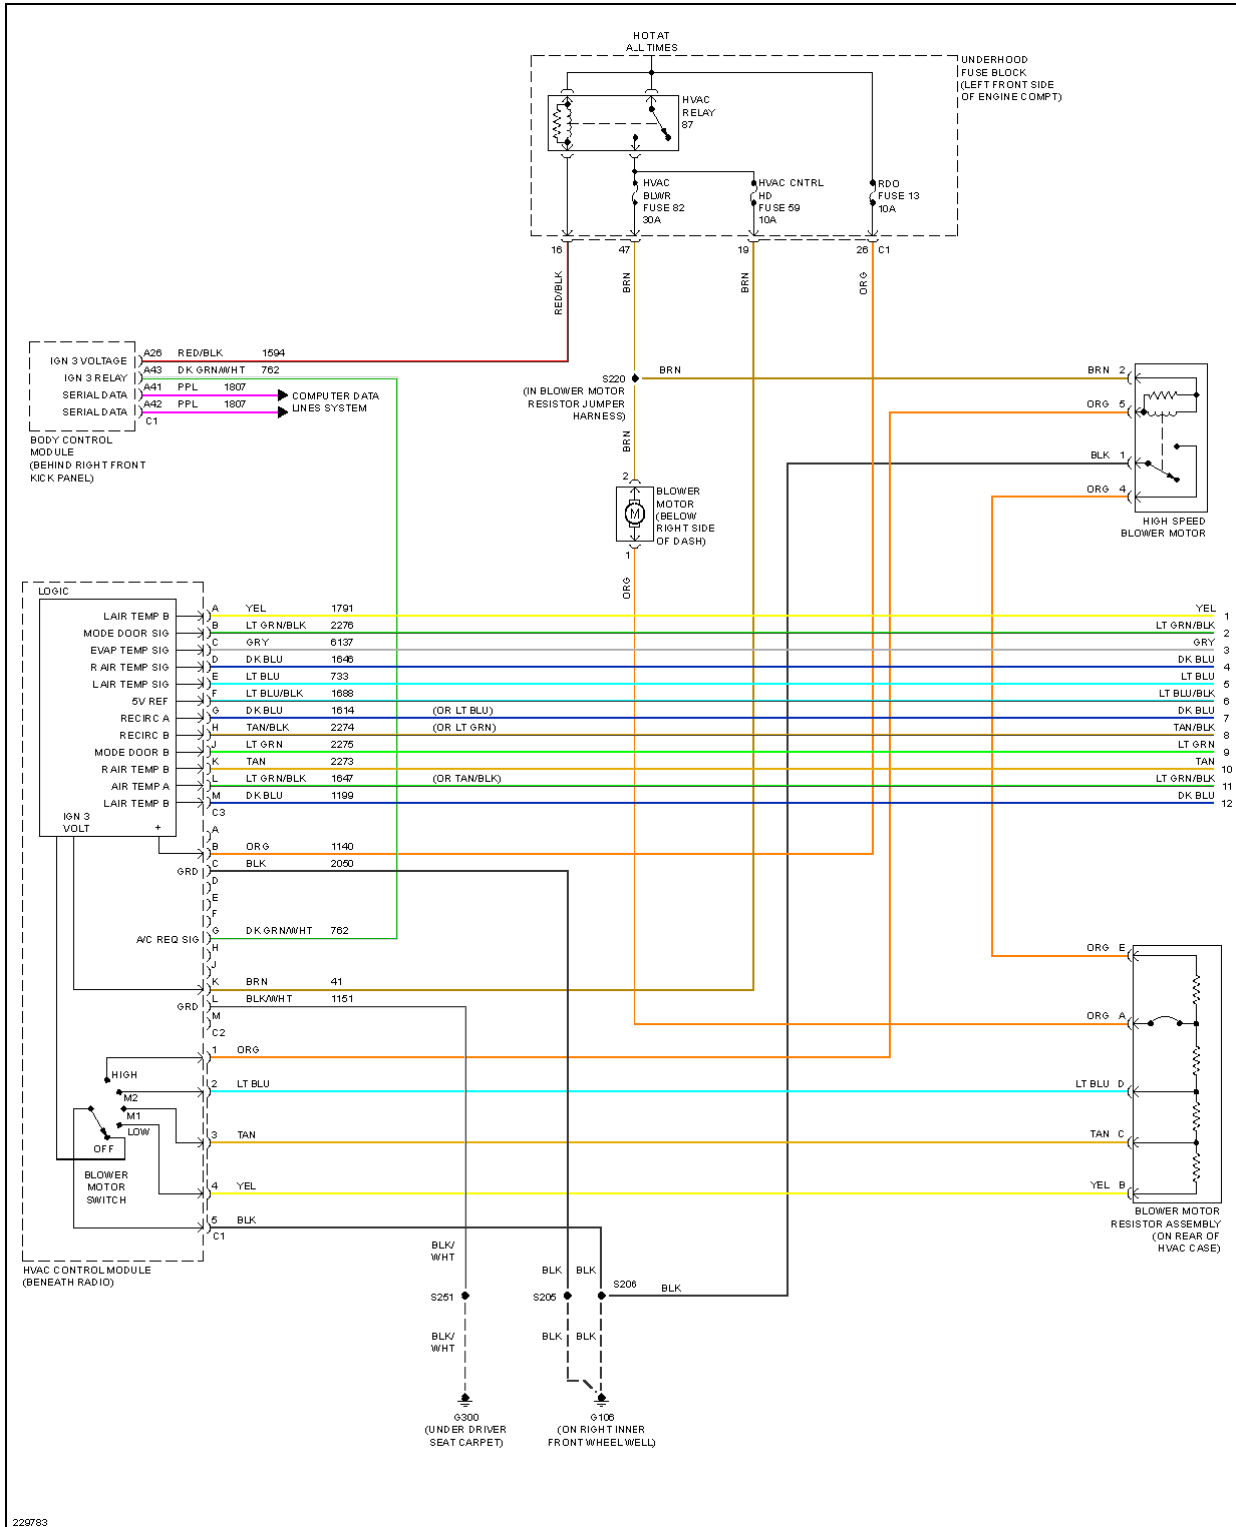 HOT AT
ALL TIMES
UNDERHOOD
FUSE BLOCK
(LEFT FRONT SIDE
OF ENGINE COMPT)
HVAC
RELAY
87
HVAC
BLWR
FUSE 82
30A
HVAC CNTRL
HD
FUSE 59
10A
RDO
FUSE 13
10A
16
47
19
26
C1
RED/BLK
BRN
BRN
ORG
IGN 3 VOLTAGE
A26
RED/BLK
1594
IGN 3 RELAY
A43
DK GRN/WHT
762
SERIAL DATA
A41
PPL
1807
SERIAL DATA
A42
PPL
1807
C1
COMPUTER DATA
LINES SYSTEM
BODY CONTROL
MODULE
(BEHIND RIGHT FRONT
KICK PANEL)
S220
(IN BLOWER MOTOR
RESISTOR JUMPER
HARNESS)
BRN
BRN
BRN 2
ORG 5
BLK 1
ORG 4
HIGH SPEED
BLOWER MOTOR
2
M
1
BLOWER
MOTOR
(BELOW
RIGHT SIDE
OF DASH)
ORG
LOGIC
LAIR TEMP B
A
YEL
1791
YEL
1
MODE DOOR SIG
B
LT GRN/BLK
2276
LT GRN/BLK
2
EVAP TEMP SIG
C
GRY
6137
GRY
3
R AIR TEMP SIG
D
DK BLU
1646
DK BLU
4
LAIR TEMP SIG
E
LT BLU
733
LT BLU
5
5V REF
F
LT BLU/BLK
1688
LT BLU/BLK
6
RECIRC A
G
DK BLU
1614
(OR LT BLU)
DK BLU
7
RECIRC B
H
TAN/BLK
2274
(OR LT GRN)
TAN/BLK
8
MODE DOOR B
J
LT GRN
2275
LT GRN
9
R AIR TEMP B
K
TAN
2273
TAN
10
AIR TEMP A
L
LT GRN/BLK
1647
(OR TAN/BLK)
LT GRN/BLK
11
LAIR TEMP B
M
DK BLU
1199
DK BLU
12
C3
IGN 3
VOLT
+
A
B
ORG
1140
GRD
C
BLK
2050
D
E
F
A/C REQ SIG
G
DK GRN/WHT
762
H
J
K
BRN
41
GRD
L
BLK/WHT
1151
M
C2
1
ORG
HIGH
2
LT BLU
M2
M1
LOW
3
TAN
OFF
BLOWER
MOTOR
SWITCH
4
YEL
5
BLK
C1
HVAC CONTROL MODULE
(BENEATH RADIO)
ORG E
ORG A
LT BLU D
TAN C
YEL B
BLOWER MOTOR
RESISTOR ASSEMBLY
(ON REAR OF
HVAC CASE)
BLK/
WHT
BLK
BLK
S251
S205
S206
BLK
BLK/
WHT
BLK
BLK
G300
(UNDER DRIVER
SEAT CARPET)
G106
(ON RIGHT INNER
FRONT WHEEL WELL)
229783